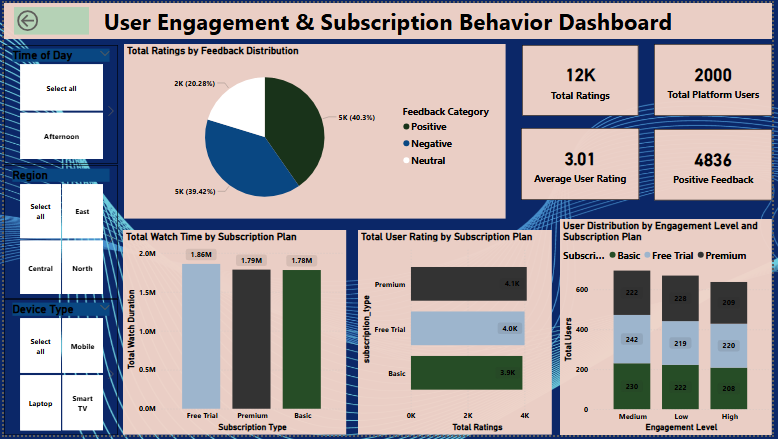 User Engagement & Subscription Behavior Dashboard
Time of Day
Select all
Afternoon
Region
Select all
East
Central
North
Device Type
Select all
Mobile
Laptop
Smart TV
Total Ratings by Feedback Distribution
2K (20.28%)
5K (40.3%)
5K (39.42%)
Feedback Category
Positive
Negative
Neutral
12K
Total Ratings
2000
Total Platform Users
3.01
Average User Rating
4836
Positive Feedback
Total Watch Time by Subscription Plan
Total Watch Duration
2.0M
1.5M
1.0M
0.5M
0.0M
1.86M
1.79M
1.78M
Free Trial
Premium
Basic
Subscription Type
Total User Rating by Subscription Plan
subscription_type
Premium
4.1K
Free Trial
4.0K
Basic
3.9K
0K
2K
4K
Total Ratings
User Distribution by Engagement Level and
Subscription Plan
Subscri... Basic Free Trial Premium
Total Users
600
400
200
0
222
228
209
242
219
220
230
222
208
Medium
Low
High
Engagement Level